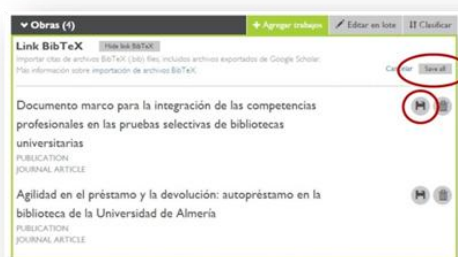 Obras (4)
+ Agregar trabajos
Editar en lote
Clasificar
Link BibTeX
Hide link BibTeX
Importar citas de archivos BibTeX (.bib) files, incluidos archivos exportados de Google Scholar.
Más información sobre importación de archivos BibTeX.
Cancelar
Save all
Documento marco para la integración de las competencias
profesionales en las pruebas selectivas de bibliotecas
universitarias
PUBLICATION
JOURNAL ARTICLE
Agilidad en el préstamo y la devolución: autopréstamo en la
biblioteca de la Universidad de Almería
PUBLICATION
JOURNAL ARTICLE